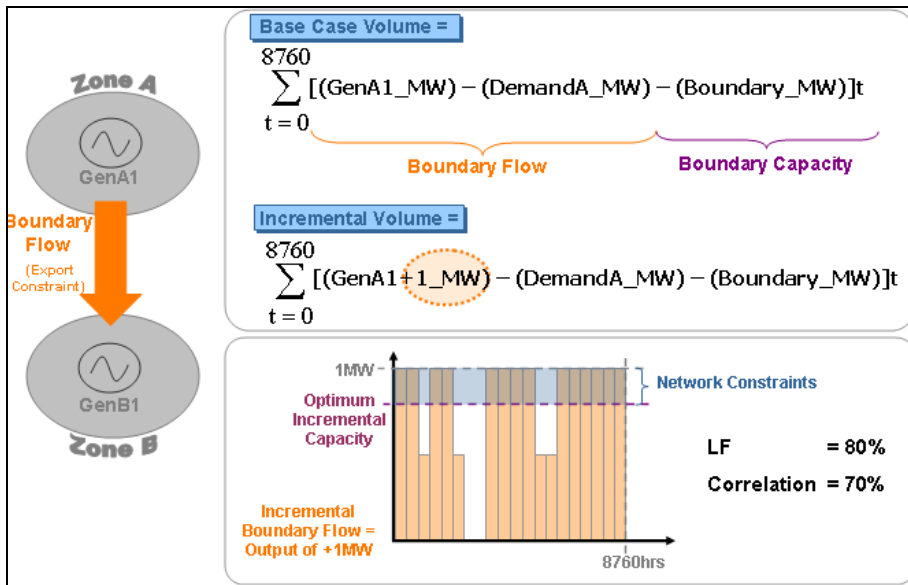 Zone A
GenA1
Boundary
Flow
(Export
Constraint)
GenB1
Zone B
Base Case Volume =
8760
∑ [(GenA1_MW) – (DemandA_MW) – (Boundary_MW)]t
t = 0
Boundary Flow
Boundary Capacity
Incremental Volume =
8760
∑ [(GenA1+1_MW) – (DemandA_MW) – (Boundary_MW)]t
t = 0
1MW
Network Constraints
Optimum
Incremental
Capacity
LF = 80%
Correlation = 70%
Incremental
Boundary Flow =
Output of +1MW
8760hrs